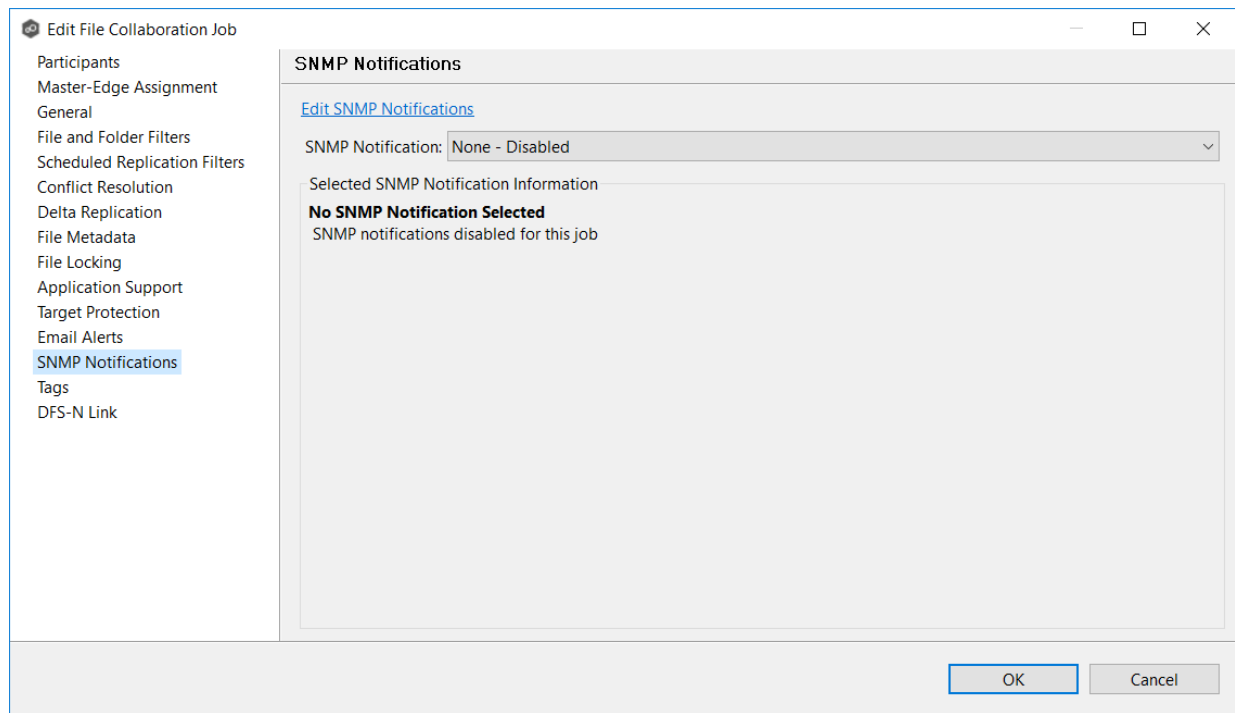 Edit File Collaboration Job
Participants
Master-Edge Assignment
General
File and Folder Filters
Scheduled Replication Filters
Conflict Resolution
Delta Replication
File Metadata
File Locking
Application Support
Target Protection
Email Alerts
SNMP Notifications
Tags
DFS-N Link
SNMP Notifications
Edit SNMP Notifications
SNMP Notification: None - Disabled
Selected SNMP Notification Information
No SNMP Notification Selected
SNMP notifications disabled for this job
OK Cancel